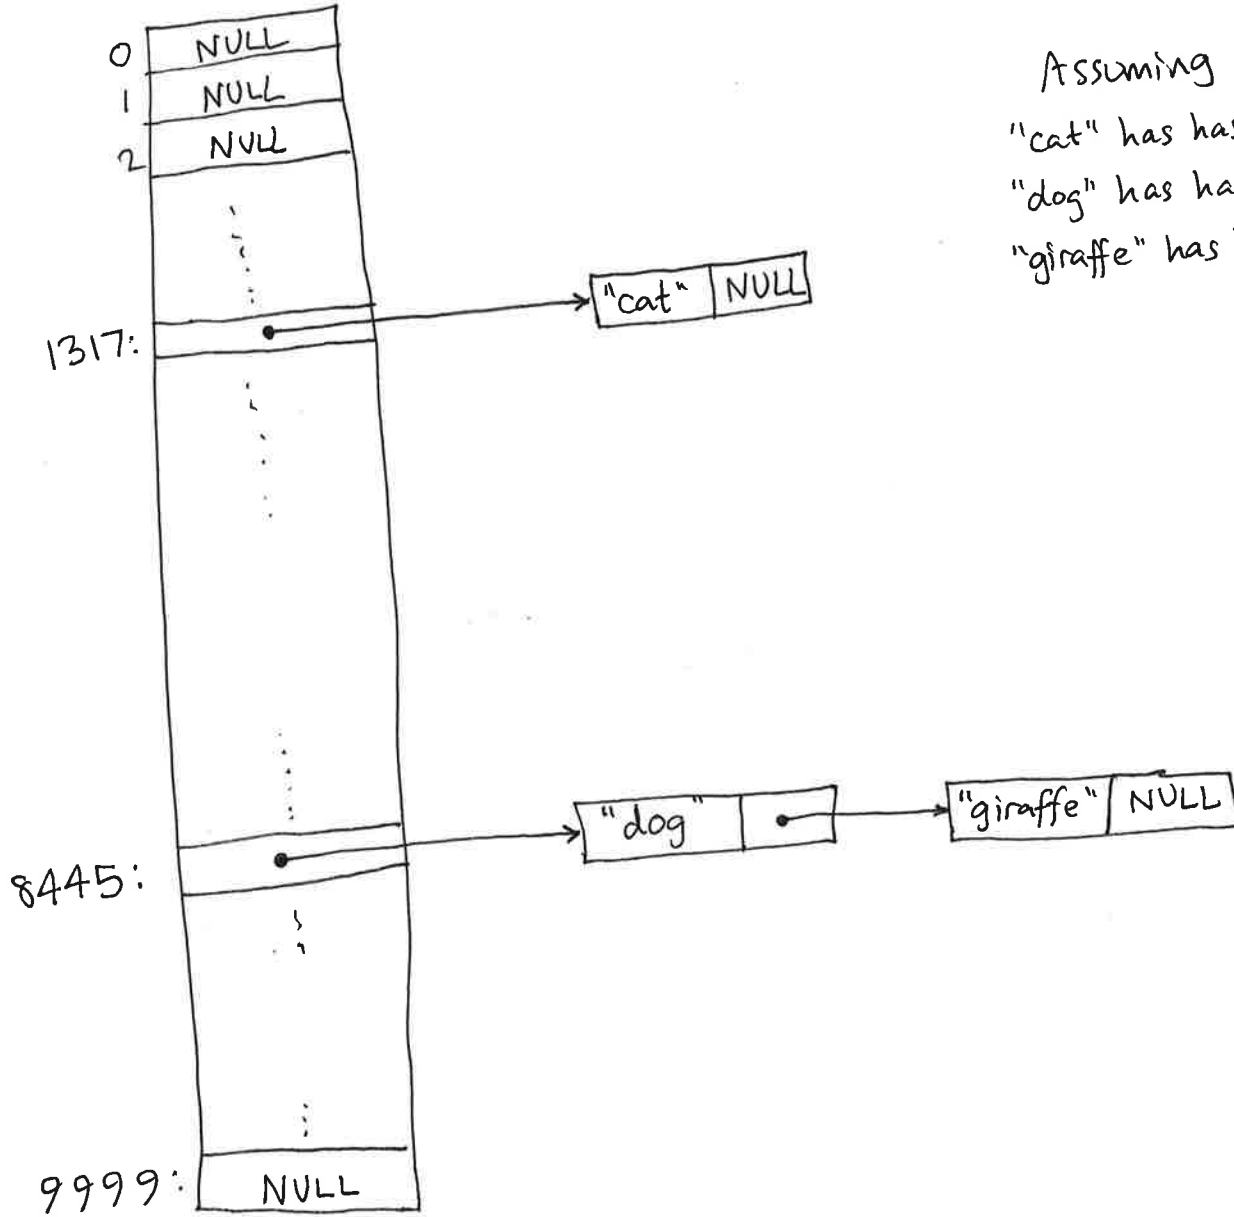 0 NULL
1 NULL
2 NULL
Assuming
"cat" has has
"dog" has ha
"giraffe" has
1317:
"cat" NULL
8445:
"dog"
"giraffe" NULL
9999: NULL